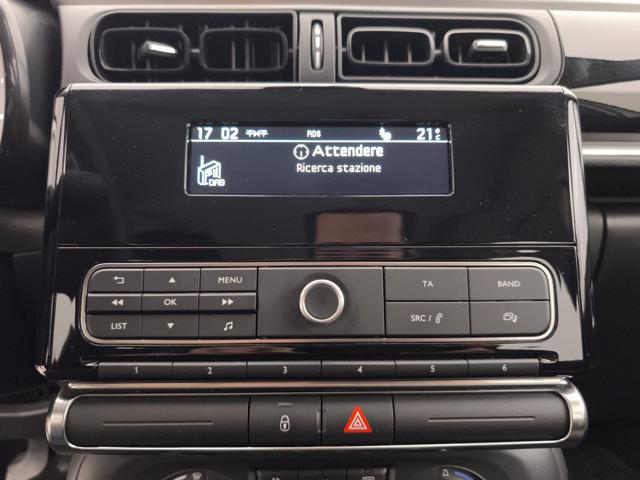 17 02 TXT RDS 21°C
Attendere
Ricerca stazione
DAB
MENU TA BAND
OK
LIST SRC /
1 2 3 4 5 6